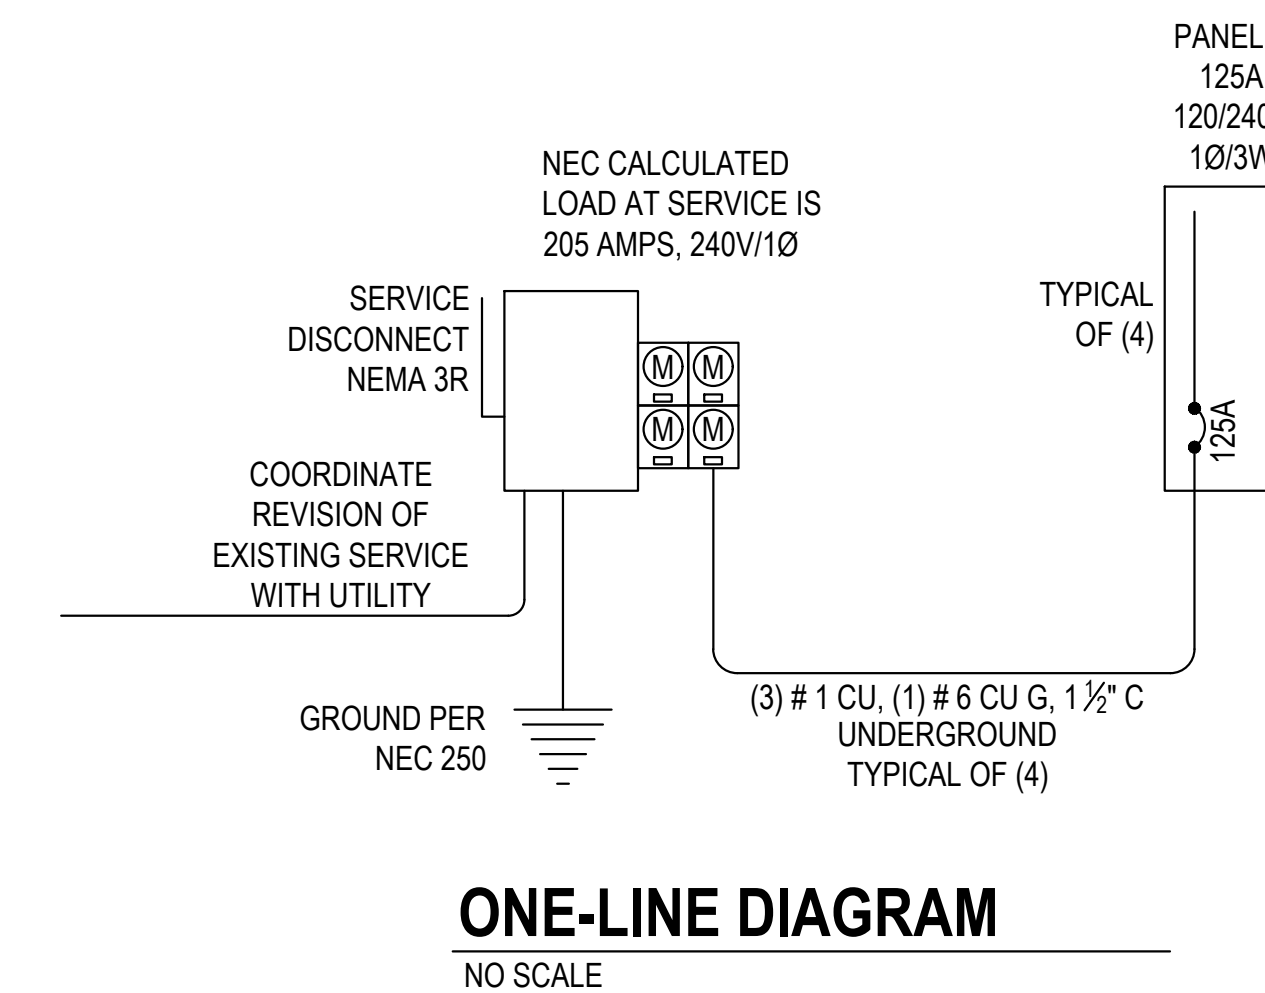 PANEL
125A
120/240
1Ø/3W
NEC CALCULATED
LOAD AT SERVICE IS
205 AMPS, 240V/1Ø
SERVICE
DISCONNECT
NEMA 3R
TYPICAL
OF (4)
M M
M M
125A
COORDINATE
REVISION OF
EXISTING SERVICE
WITH UTILITY
(3) # 1 CU, (1) # 6 CU G, 1 ½" C
UNDERGROUND
TYPICAL OF (4)
GROUND PER
NEC 250
ONE-LINE DIAGRAM
NO SCALE